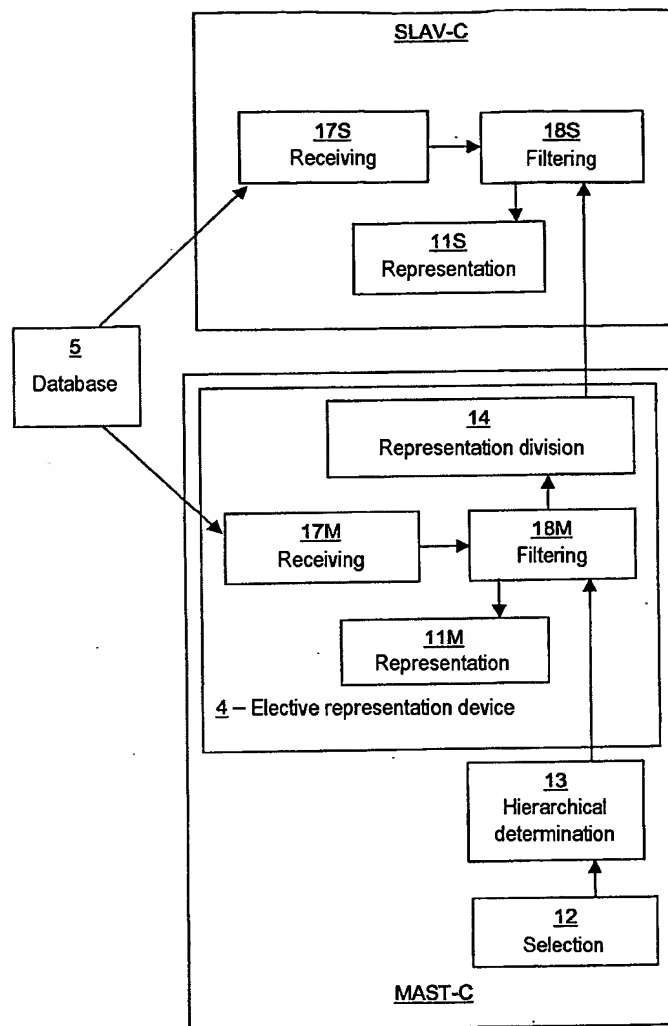 SLAV-C
17S
Receiving
18S
Filtering
11S
Representation
5
Database
14
Representation division
17M
Receiving
18M
Filtering
11M
Representation
4 – Elective representation device
13
Hierarchical
determination
12
Selection
MAST-C